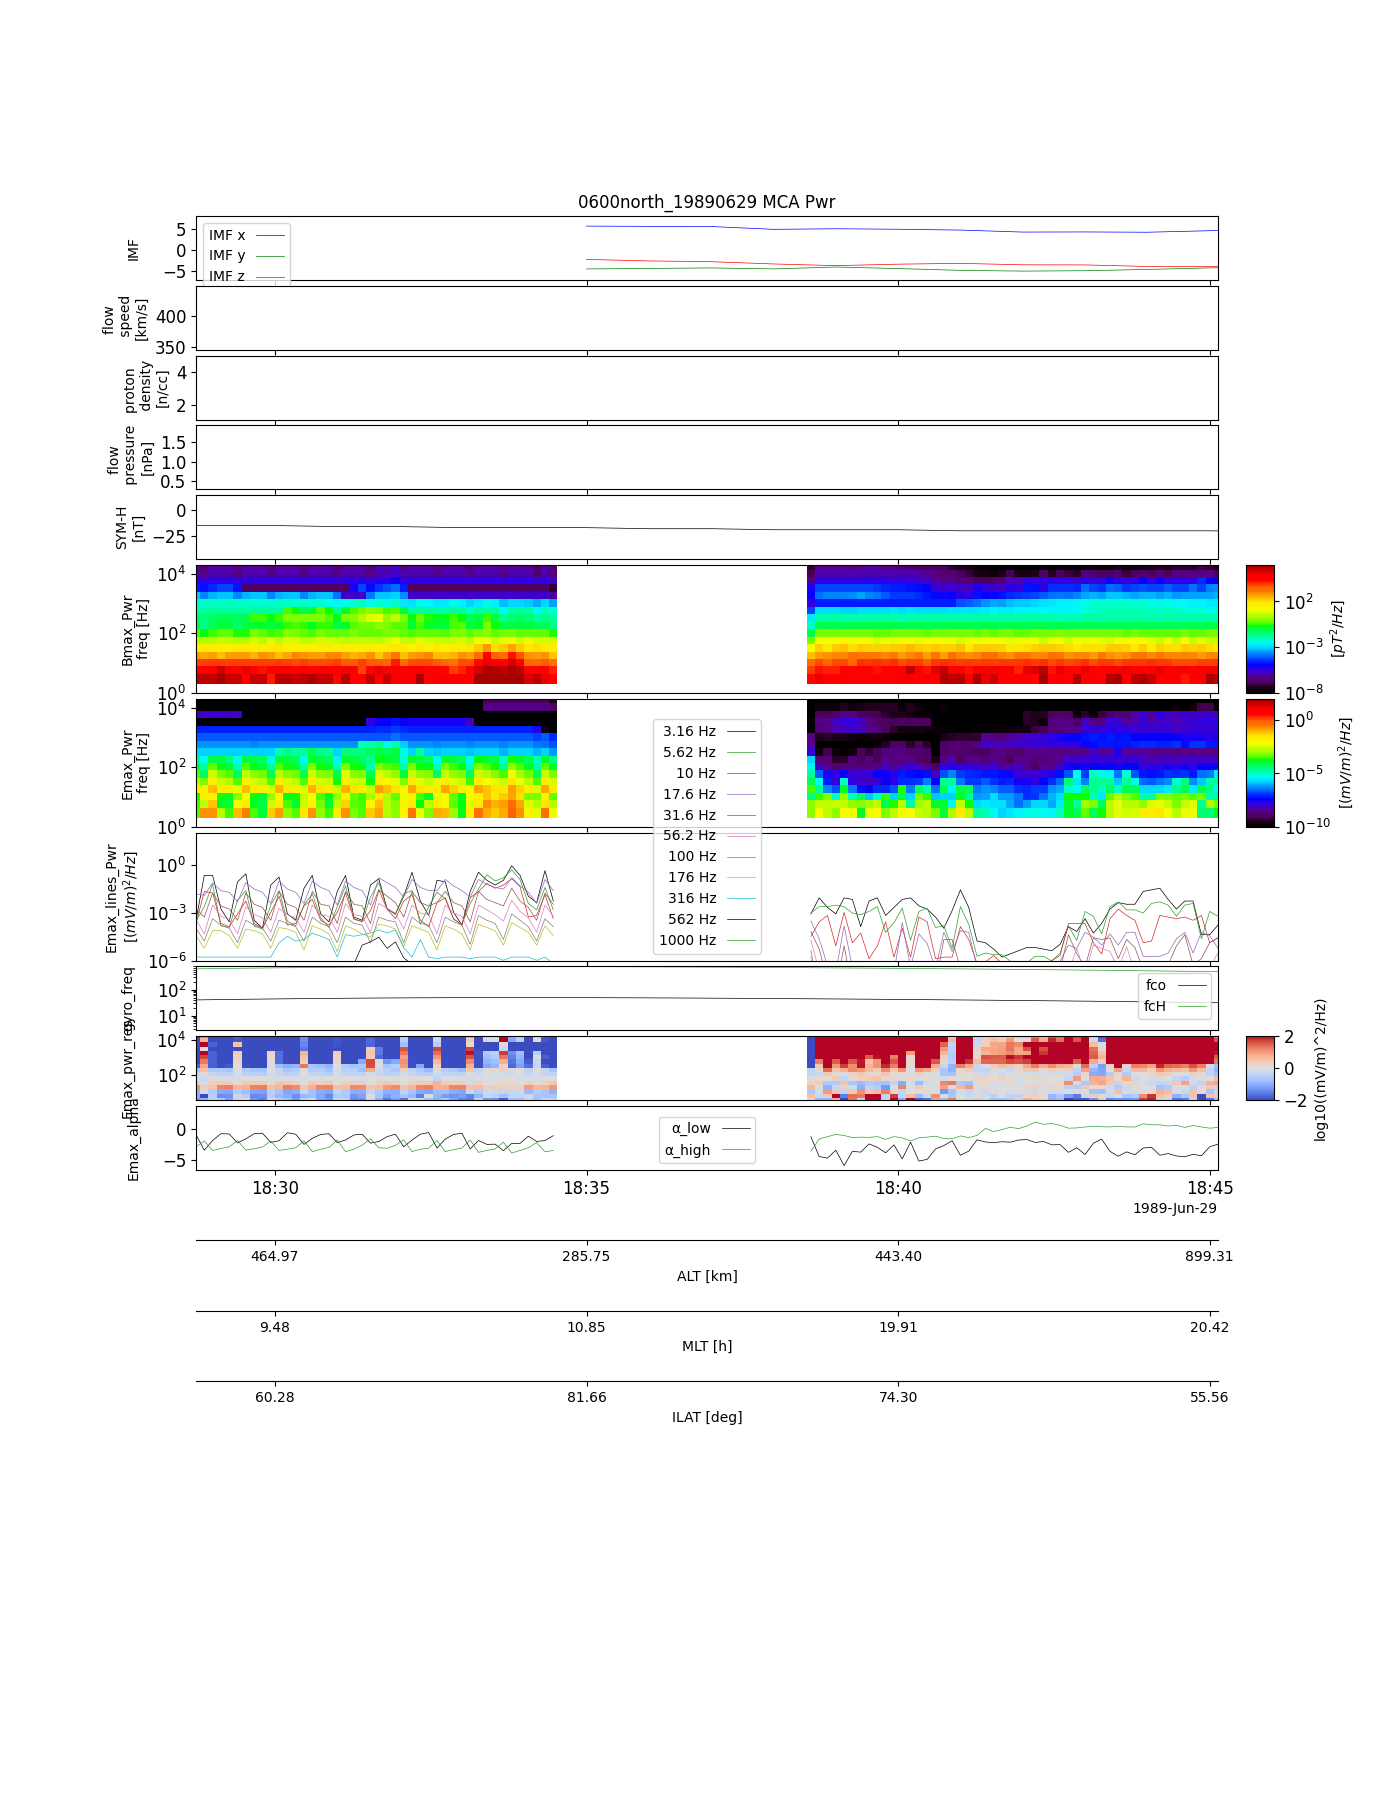 0600north_19890629 MCA Pwr
IMF
5
0
−5
IMF x
IMF y
IMF z
flow
speed
[km/s]
400
350
proton
density
[n/cc]
4
2
flow
pressure
[nPa]
1.5
1.0
0.5
SYM-H
[nT]
0
−25
Bmax_Pwr
freq [Hz]
10^4
10^2
10^0
10^2
10^−3
10^−8
[pT^2/Hz]
Emax_Pwr
freq [Hz]
10^4
10^2
10^0
10^0
10^−5
10^−10
[(mV/m)^2/Hz]
3.16 Hz
5.62 Hz
10 Hz
17.6 Hz
31.6 Hz
56.2 Hz
100 Hz
176 Hz
316 Hz
562 Hz
1000 Hz
Emax_lines_Pwr
[(mV/m)^2/Hz]
10^0
10^−3
10^−6
gyro_freq
10^2
10^1
fco
fcH
Emax_pwr_rep
10^4
10^2
2
0
−2
log10((mV/m)^2/Hz)
Emax_alpha
0
−5
α_low
α_high
18:30 18:35 18:40 18:45
1989-Jun-29
464.97 285.75 443.40 899.31
ALT [km]
9.48 10.85 19.91 20.42
MLT [h]
60.28 81.66 74.30 55.56
ILAT [deg]